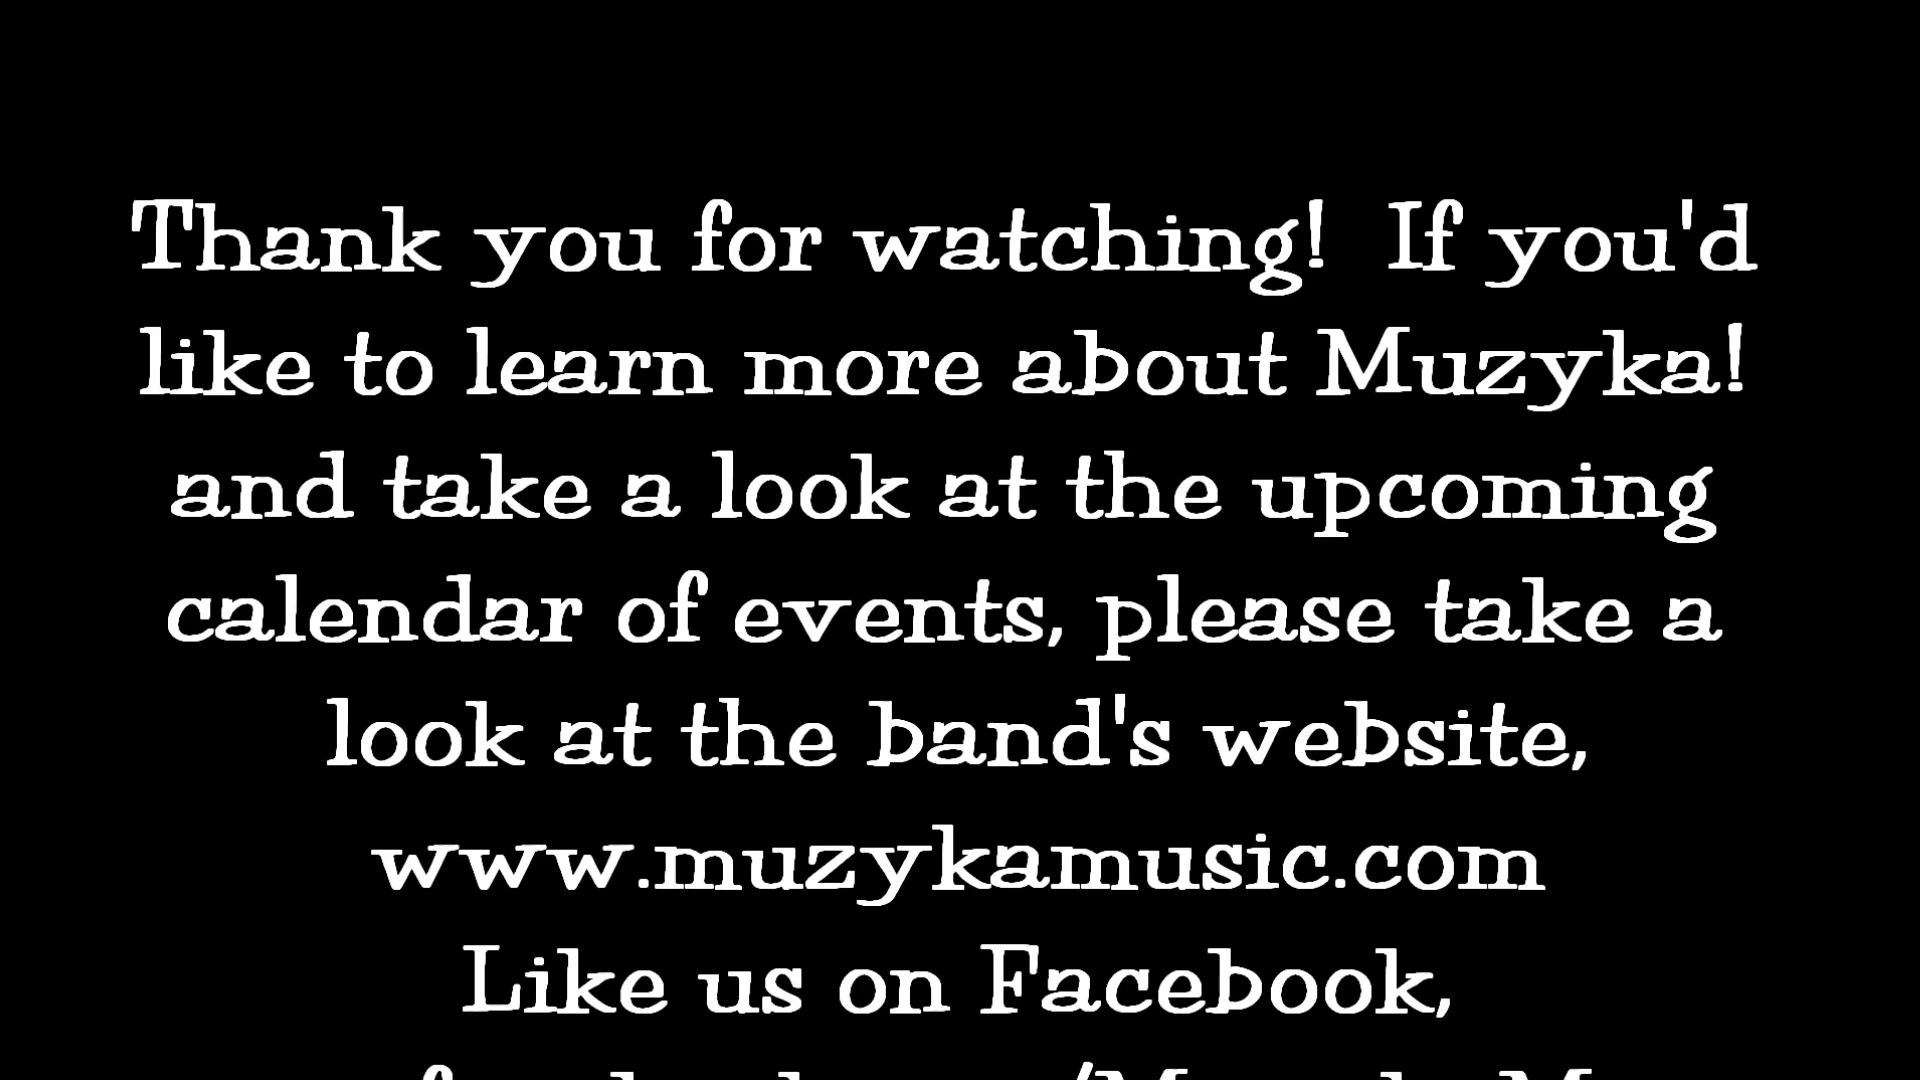 Thank you for watching!  If you'd
like to learn more about Muzyka!
and take a look at the upcoming
calendar of events, please take a
look at the band's website,
www.muzykamusic.com
Like us on Facebook,